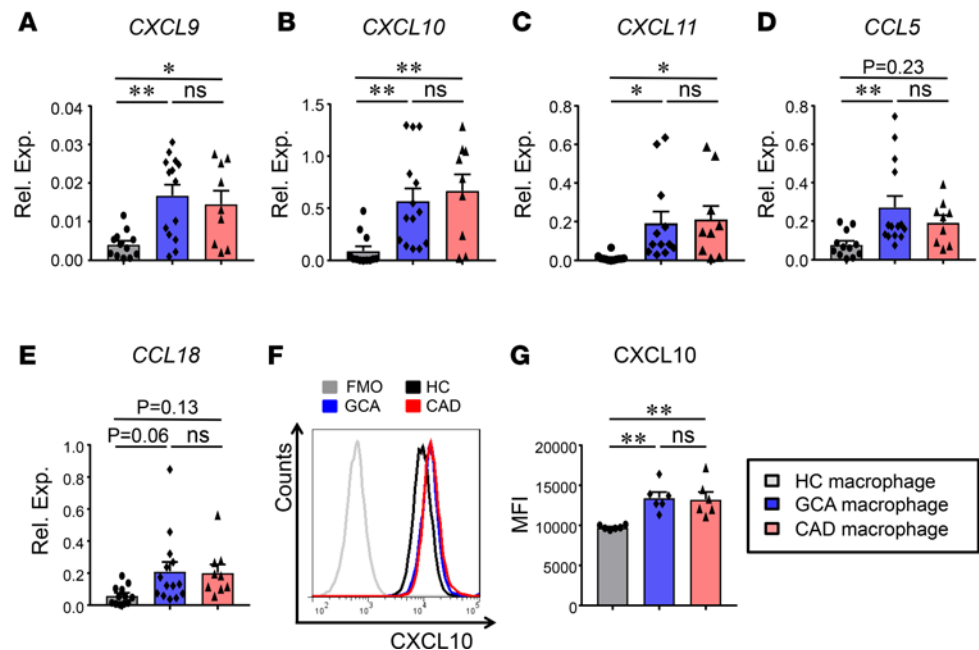 A
CXCL9
*
**
ns
Rel. Exp.
0.04
0.03
0.02
0.01
0.00
B
CXCL10
**
**
ns
Rel. Exp.
1.5
1.0
0.5
0.0
C
CXCL11
*
*
ns
Rel. Exp.
0.8
0.6
0.4
0.2
0.0
D
CCL5
P=0.23
**
ns
Rel. Exp.
0.8
0.6
0.4
0.2
0.0
E
CCL18
P=0.13
P=0.06
ns
Rel. Exp.
1.0
0.8
0.6
0.4
0.2
0.0
F
FMO
HC
GCA
CAD
Counts
10²
10³
10⁴
10⁵
CXCL10
G
CXCL10
**
**
ns
MFI
20000
15000
10000
5000
0
HC macrophage
GCA macrophage
CAD macrophage